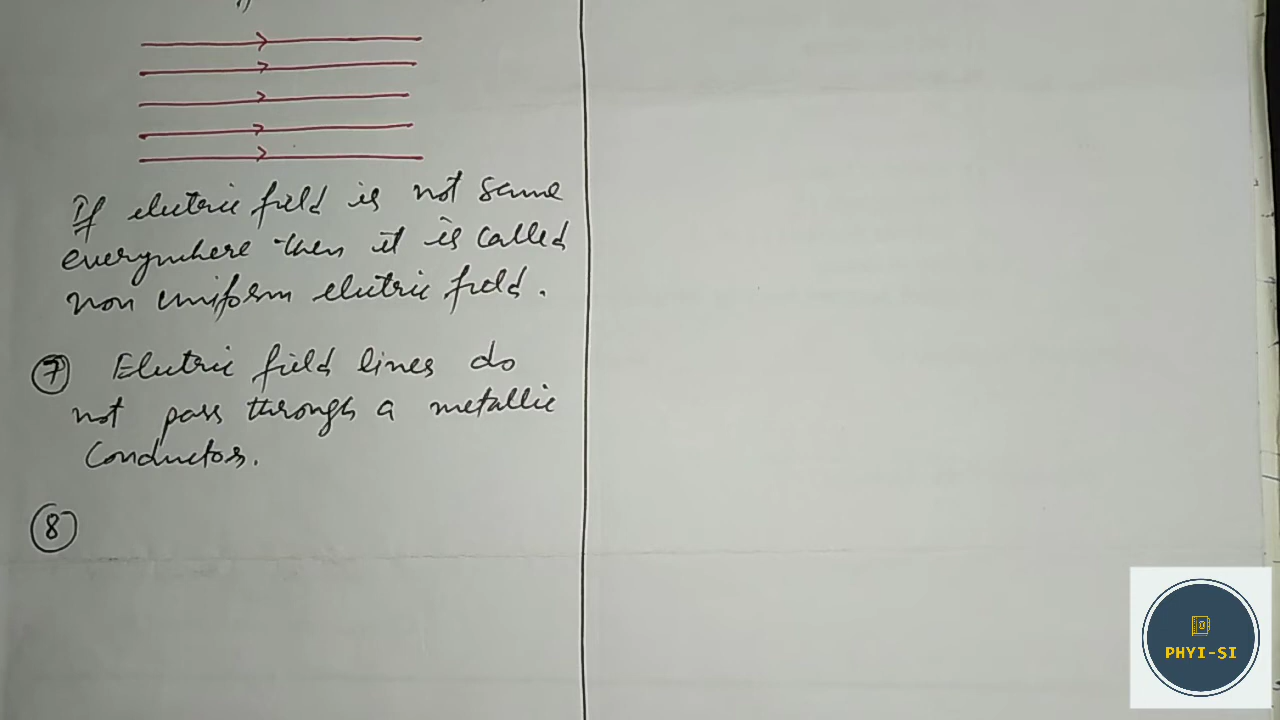 If electric field is not same
everywhere then it is called
non uniform electric field.
7 Electric field lines do
not pass through a metallic
Conductors.
8
PHYI-SI